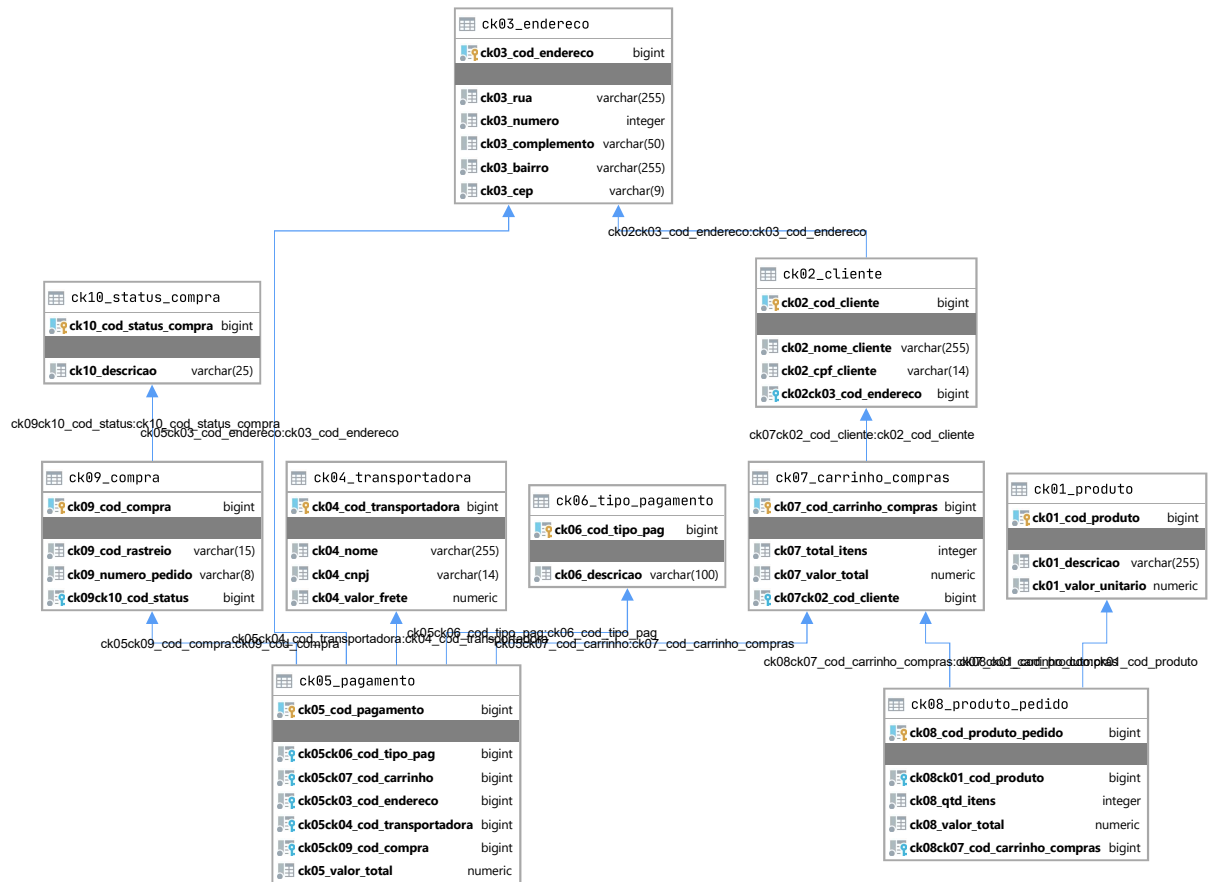 ck03_endereco
ck03_cod_endereco bigint
ck03_rua varchar(255)
ck03_numero integer
ck03_complemento varchar(50)
ck03_bairro varchar(255)
ck03_cep varchar(9)
ck02ck03_cod_endereco:ck03_cod_endereco
ck02_cliente
ck02_cod_cliente bigint
ck02_nome_cliente varchar(255)
ck02_cpf_cliente varchar(14)
ck02ck03_cod_endereco bigint
ck10_status_compra
ck10_cod_status_compra bigint
ck10_descricao varchar(25)
ck09ck10_cod_status:ck10_cod_status_compra
ck05ck03_cod_endereco:ck03_cod_endereco
ck07ck02_cod_cliente:ck02_cod_cliente
ck09_compra
ck09_cod_compra bigint
ck09_cod_rastreio varchar(15)
ck09_numero_pedido varchar(8)
ck09ck10_cod_status bigint
ck04_transportadora
ck04_cod_transportadora bigint
ck04_nome varchar(255)
ck04_cnpj varchar(14)
ck04_valor_frete numeric
ck06_tipo_pagamento
ck06_cod_tipo_pag bigint
ck06_descricao varchar(100)
ck07_carrinho_compras
ck07_cod_carrinho_compras bigint
ck07_total_itens integer
ck07_valor_total numeric
ck07ck02_cod_cliente bigint
ck01_produto
ck01_cod_produto bigint
ck01_descricao varchar(255)
ck01_valor_unitario numeric
ck05ck09_cod_compra:ck09_cod_compra
ck05ck04_cod_transportadora:ck04_cod_transportadora
ck05ck06_cod_tipo_pag:ck06_cod_tipo_pag
ck05ck07_cod_carrinho:ck07_cod_carrinho_compras
ck08ck07_cod_carrinho_compras:ck07_cod_carrinho_compras
ck08ck01_cod_produto:ck01_cod_produto
ck05_pagamento
ck05_cod_pagamento bigint
ck05ck06_cod_tipo_pag bigint
ck05ck07_cod_carrinho bigint
ck05ck03_cod_endereco bigint
ck05ck04_cod_transportadora bigint
ck05ck09_cod_compra bigint
ck05_valor_total numeric
ck08_produto_pedido
ck08_cod_produto_pedido bigint
ck08ck01_cod_produto bigint
ck08_qtd_itens integer
ck08_valor_total numeric
ck08ck07_cod_carrinho_compras bigint